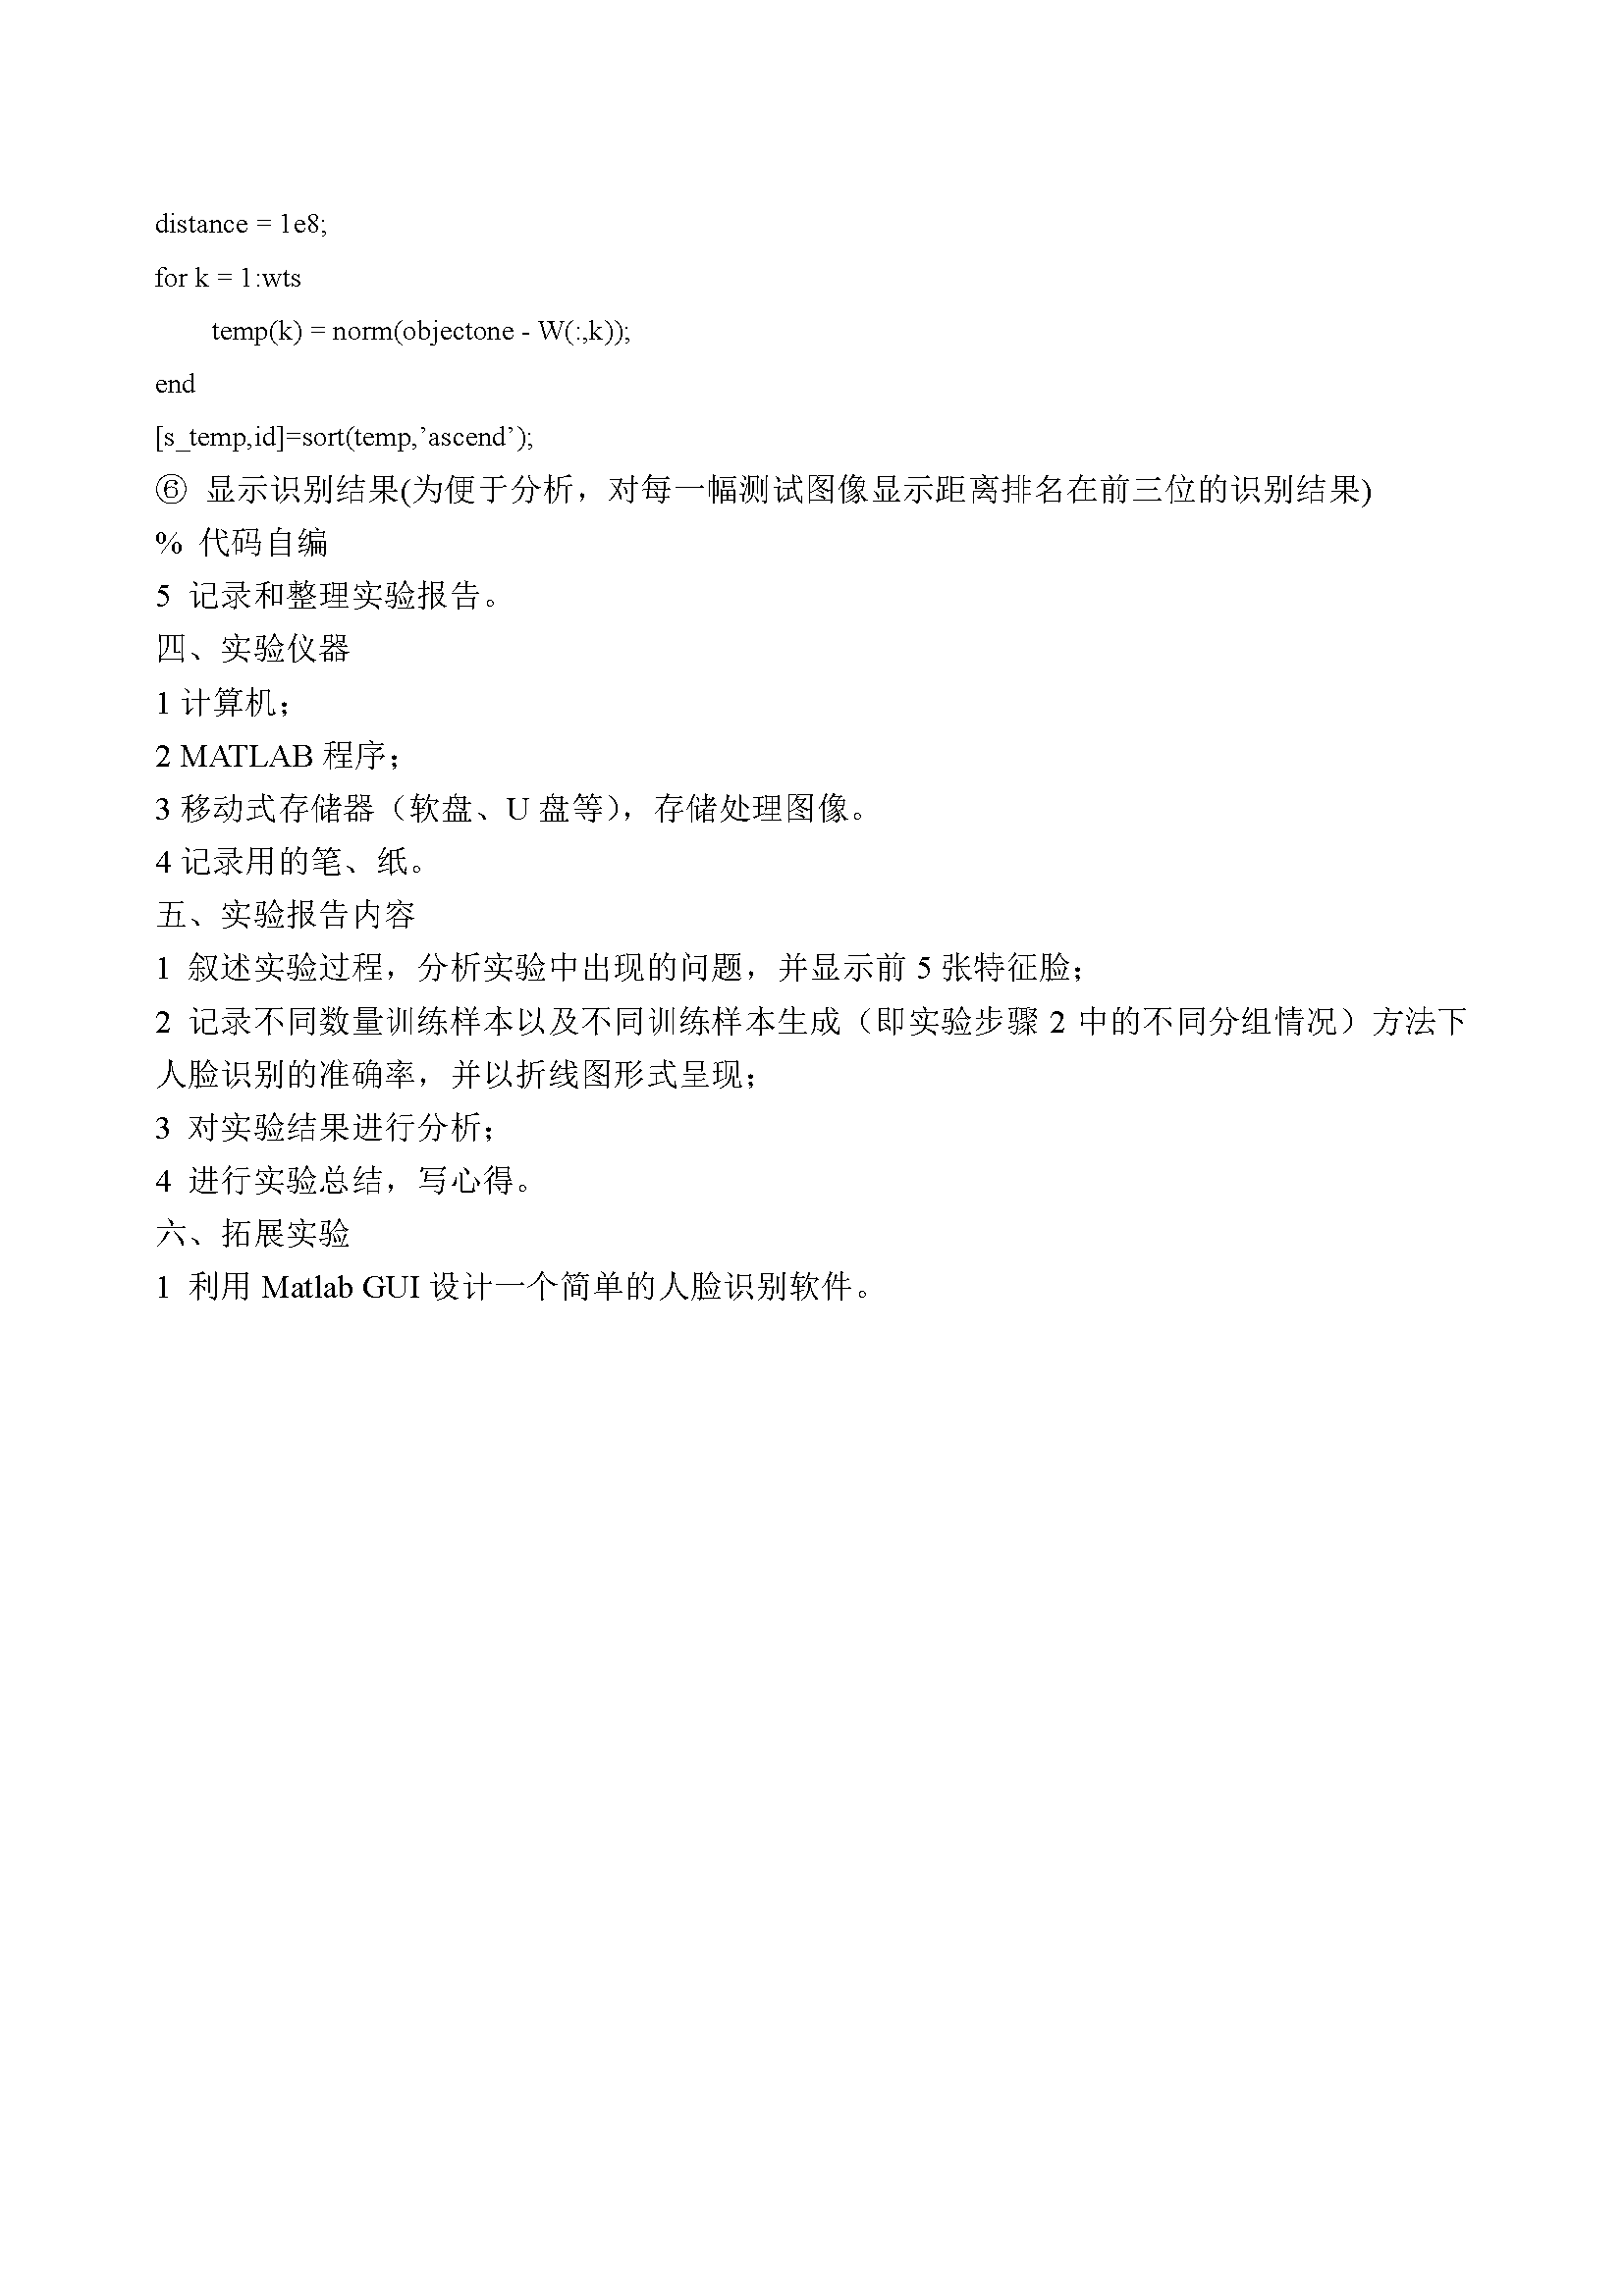 distance = 1e8;
for k = 1:wts
temp(k) = norm(objectone - W(:,k));
end
[s_temp,id]=sort(temp,’ascend’);
⑥ 显示识别结果(为便于分析，对每一幅测试图像显示距离排名在前三位的识别结果)
% 代码自编
5 记录和整理实验报告。
四、实验仪器
1 计算机；
2 MATLAB 程序；
3 移动式存储器（软盘、U 盘等），存储处理图像。
4 记录用的笔、纸。
五、实验报告内容
1 叙述实验过程，分析实验中出现的问题，并显示前 5 张特征脸；
2 记录不同数量训练样本以及不同训练样本生成（即实验步骤 2 中的不同分组情况）方法下
人脸识别的准确率，并以折线图形式呈现；
3 对实验结果进行分析；
4 进行实验总结，写心得。
六、拓展实验
1 利用 Matlab GUI 设计一个简单的人脸识别软件。